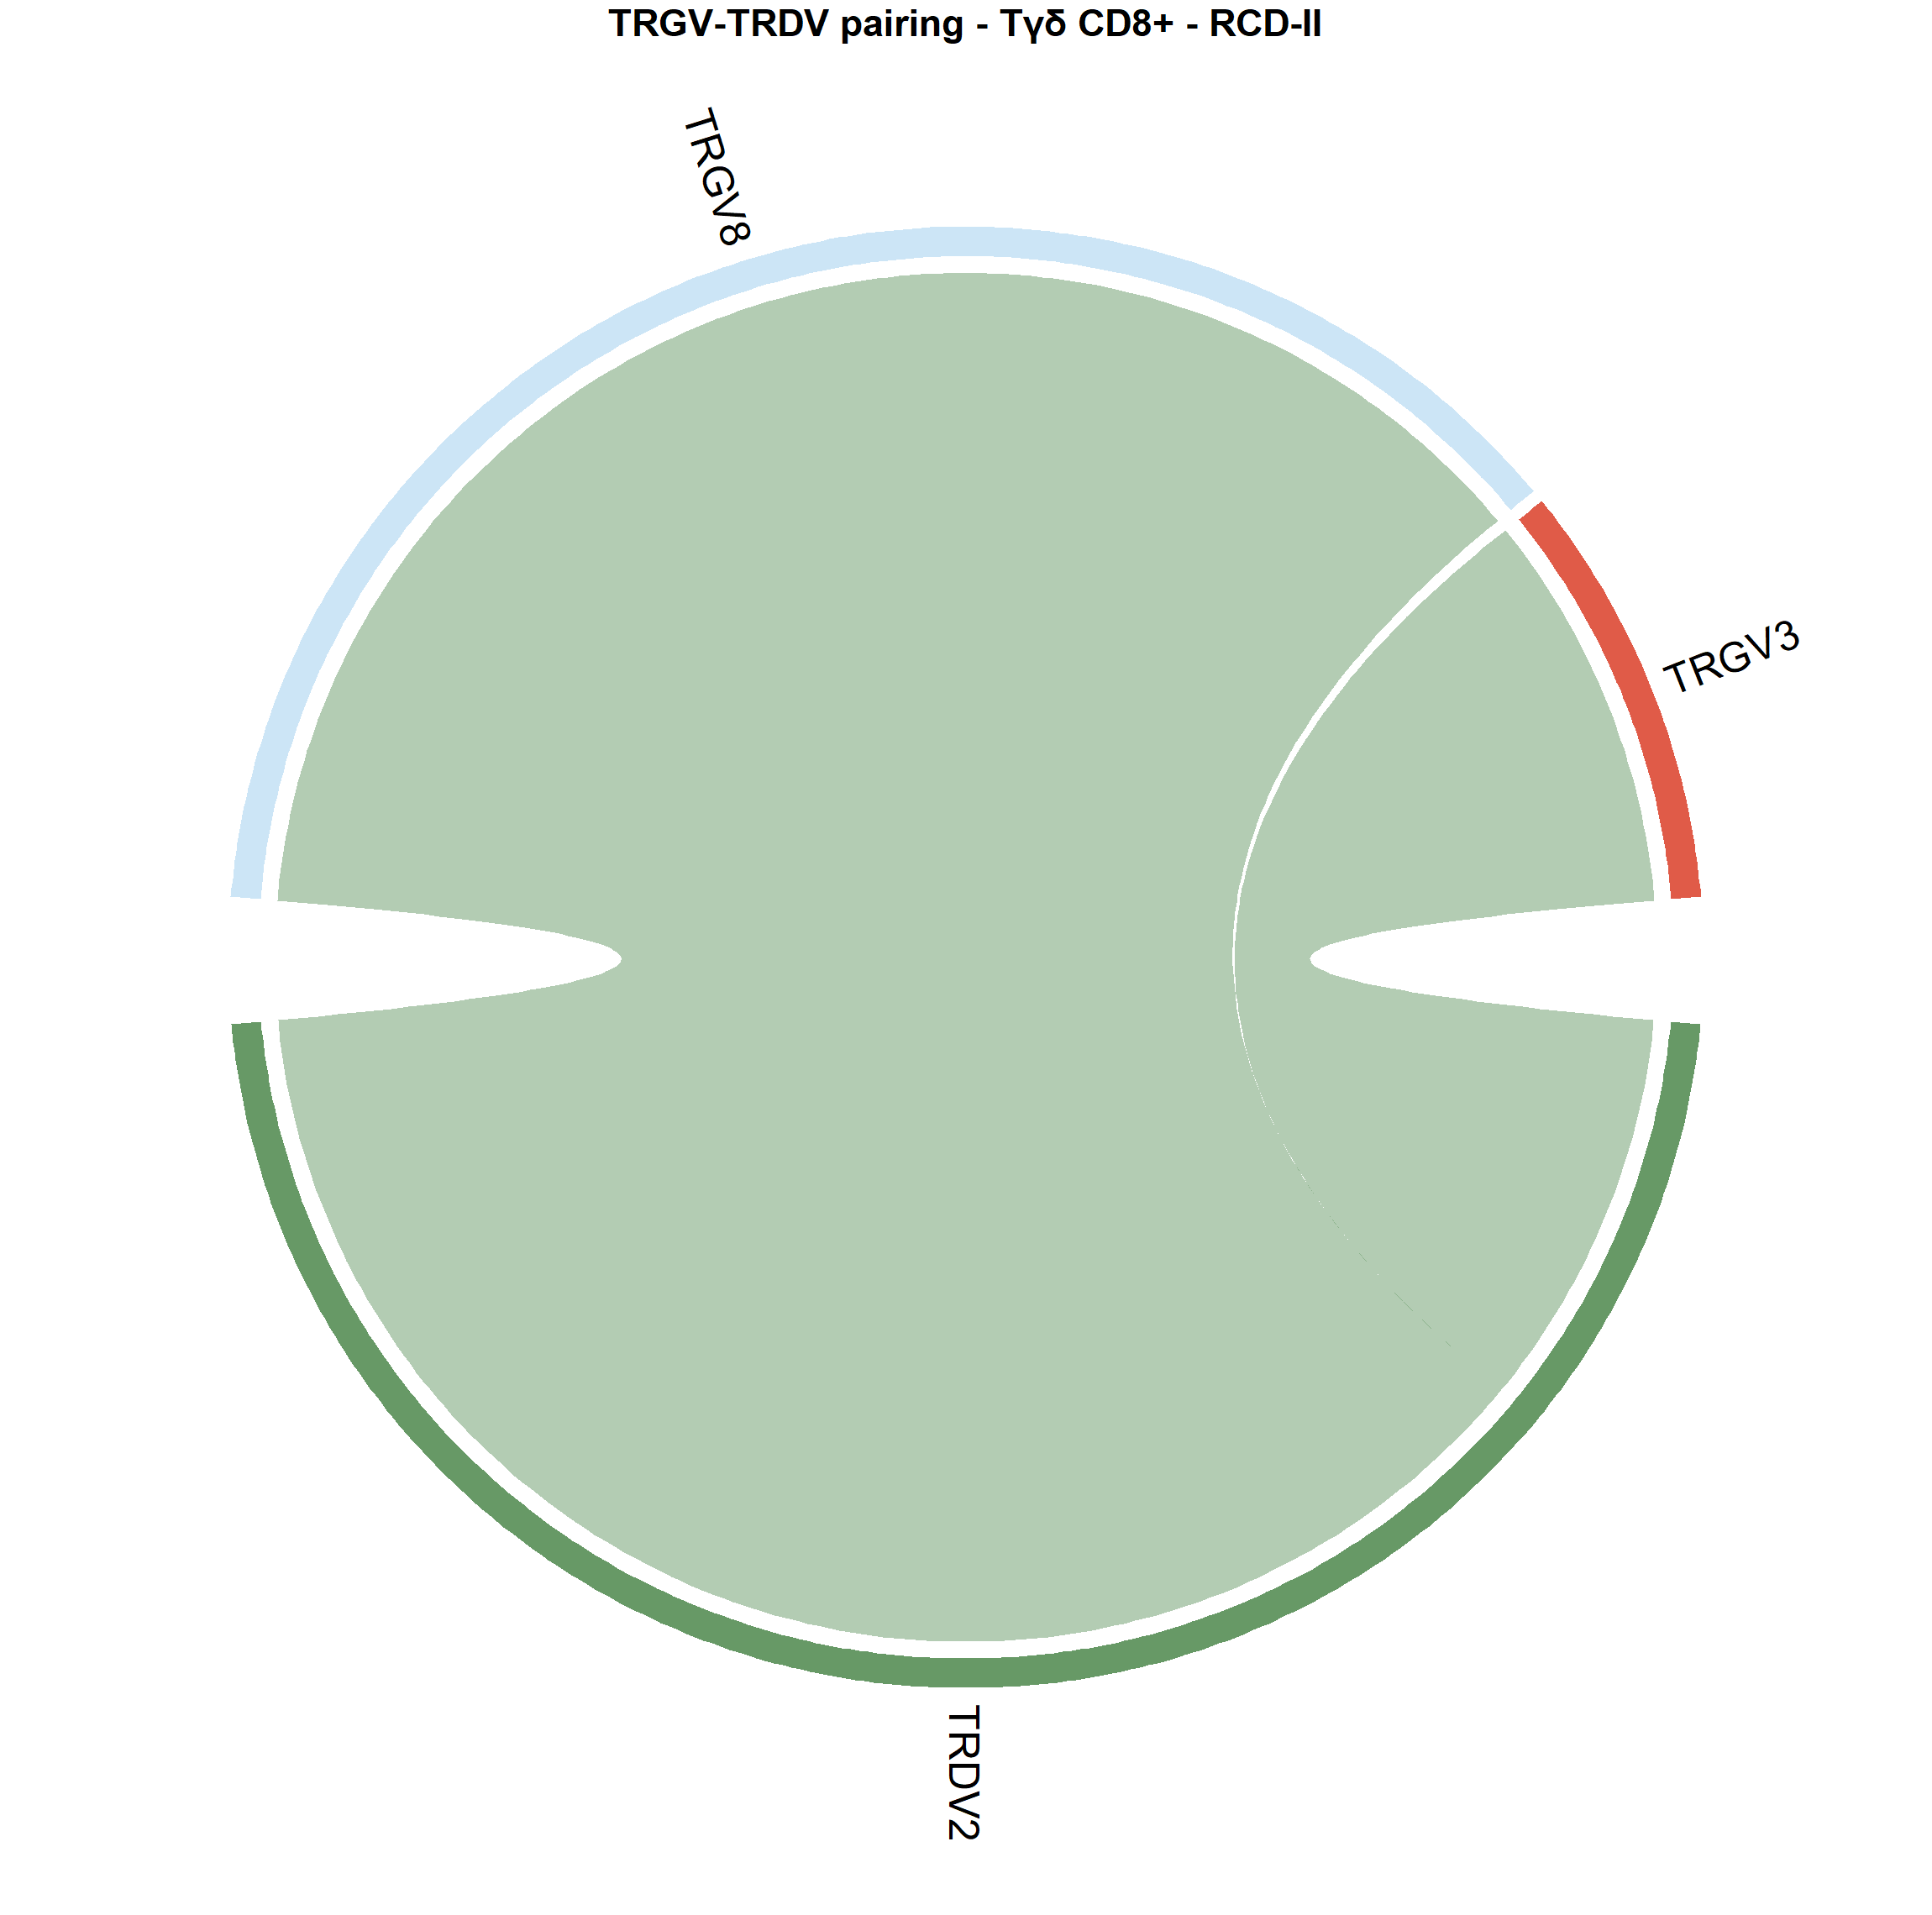 TRGV-TRDV pairing - Tγδ CD8+ - RCD-II
TRGV8
TRGV3
TRDV2